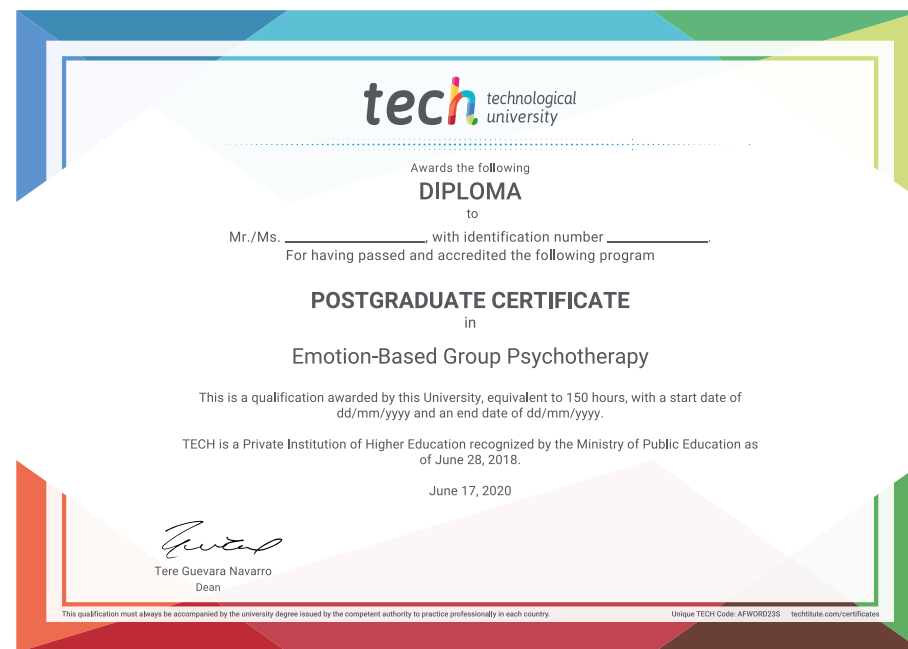 tech technological
university
Awards the following
DIPLOMA
to
Mr./Ms. ____________________, with identification number ______________.
For having passed and accredited the following program
POSTGRADUATE CERTIFICATE
in
Emotion-Based Group Psychotherapy
This is a qualification awarded by this University, equivalent to 150 hours, with a start date of
dd/mm/yyyy and an end date of dd/mm/yyyy.
TECH is a Private Institution of Higher Education recognized by the Ministry of Public Education as
of June 28, 2018.
June 17, 2020
Tere Guevara Navarro
Dean
This qualification must always be accompanied by the university degree issued by the competent authority to practice professionally in each country. Unique TECH Code: AFWORD23S techtitute.com/certificates